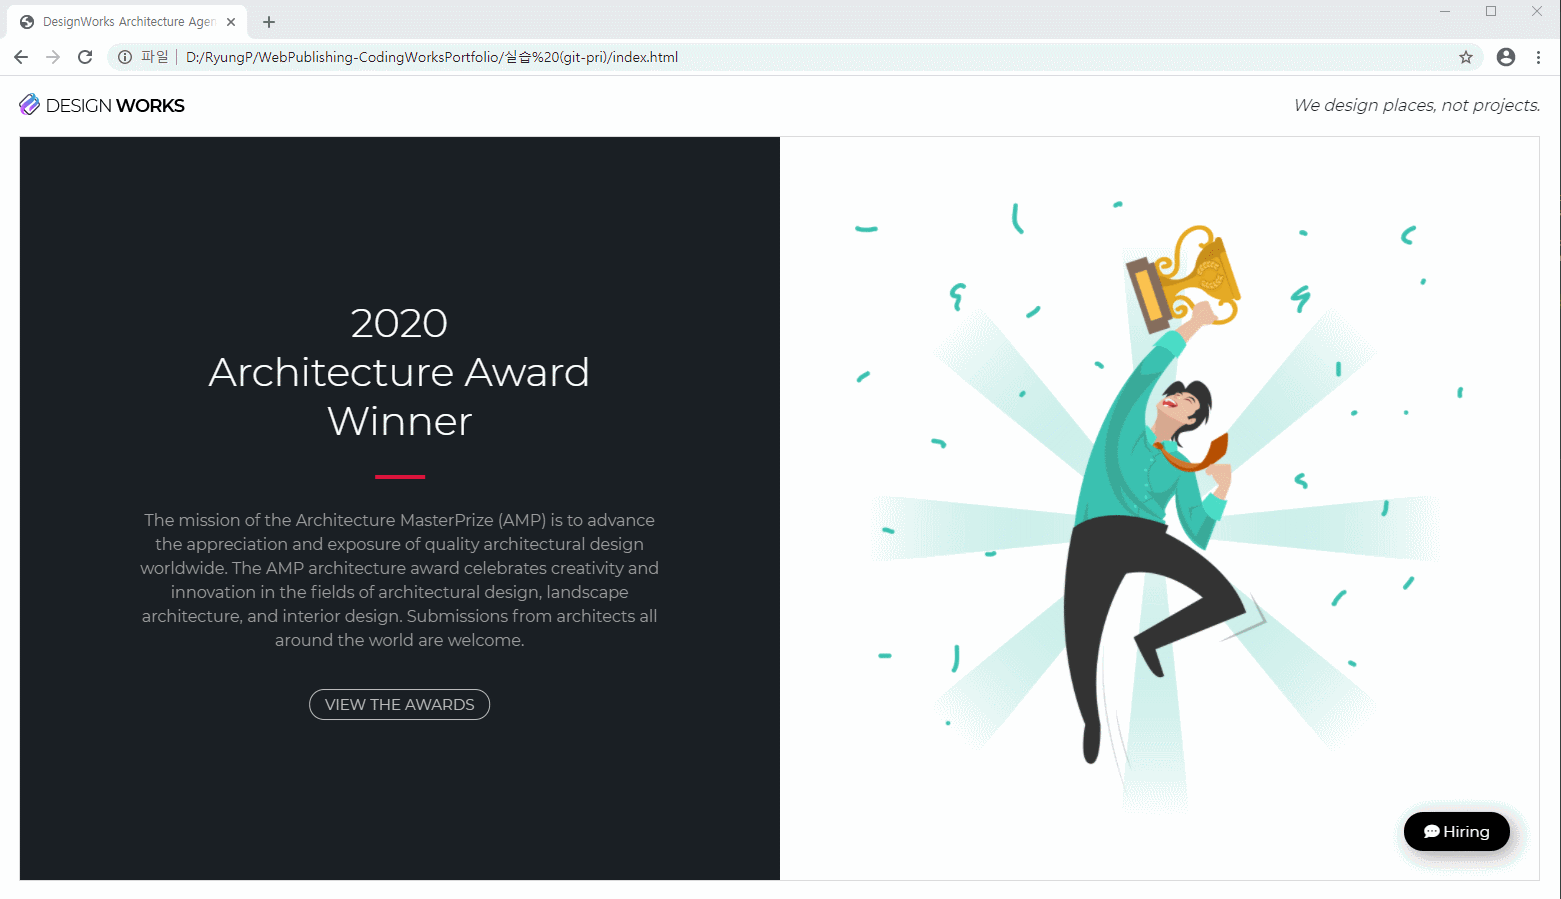 DesignWorks Architecture Agen
파일 D:/RyungP/WebPublishing-CodingWorksPortfolio/실습%20(git-pri)/index.html
DESIGN WORKS
We design places, not projects.
2020
Architecture Award
Winner
The mission of the Architecture MasterPrize (AMP) is to advance
the appreciation and exposure of quality architectural design
worldwide. The AMP architecture award celebrates creativity and
innovation in the fields of architectural design, landscape
architecture, and interior design. Submissions from architects all
around the world are welcome.
VIEW THE AWARDS
Hiring